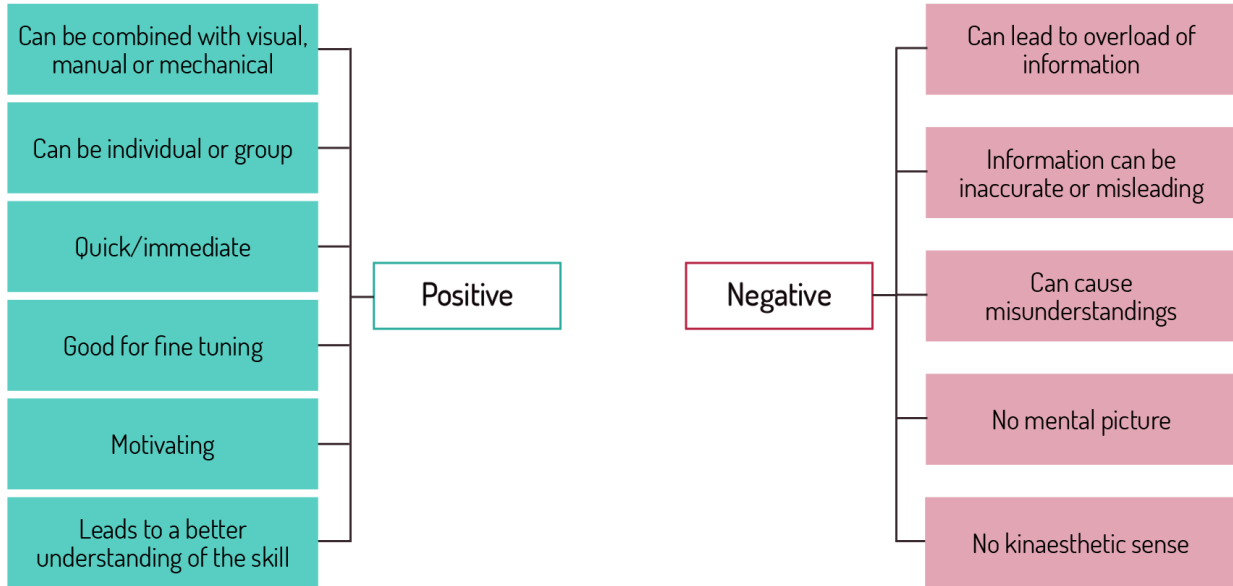 Can be combined with visual,
manual or mechanical
Can be individual or group
Quick/immediate
Good for fine tuning
Motivating
Leads to a better
understanding of the skill
Positive
Negative
Can lead to overload of
information
Information can be
inaccurate or misleading
Can cause
misunderstandings
No mental picture
No kinaesthetic sense